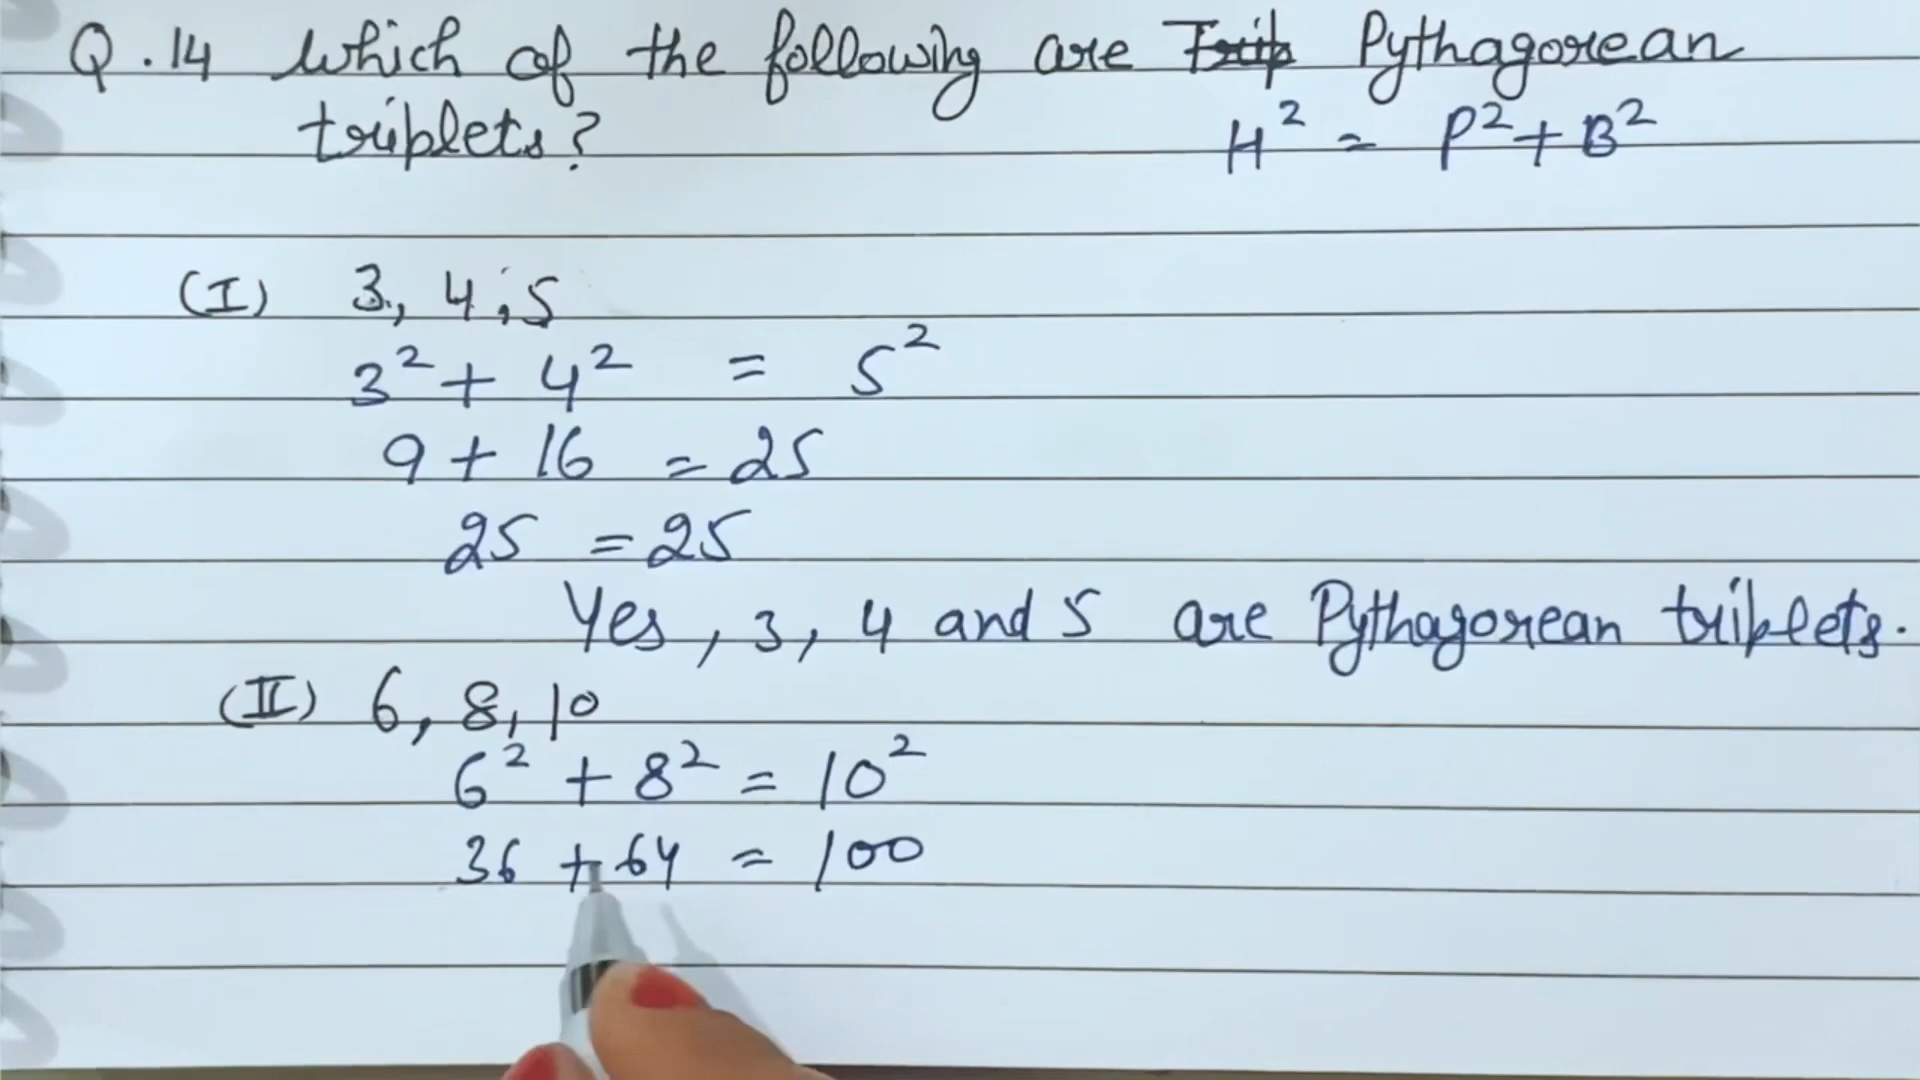 Q.14 Which of the following are Trip Pythagorean
triplets?
H² = P² + B²
(I) 3, 4, 5
3² + 4² = 5²
9 + 16 = 25
25 = 25
Yes, 3, 4 and 5 are Pythagorean triplets.
(II) 6, 8, 10
6² + 8² = 10²
36 + 64 = 100